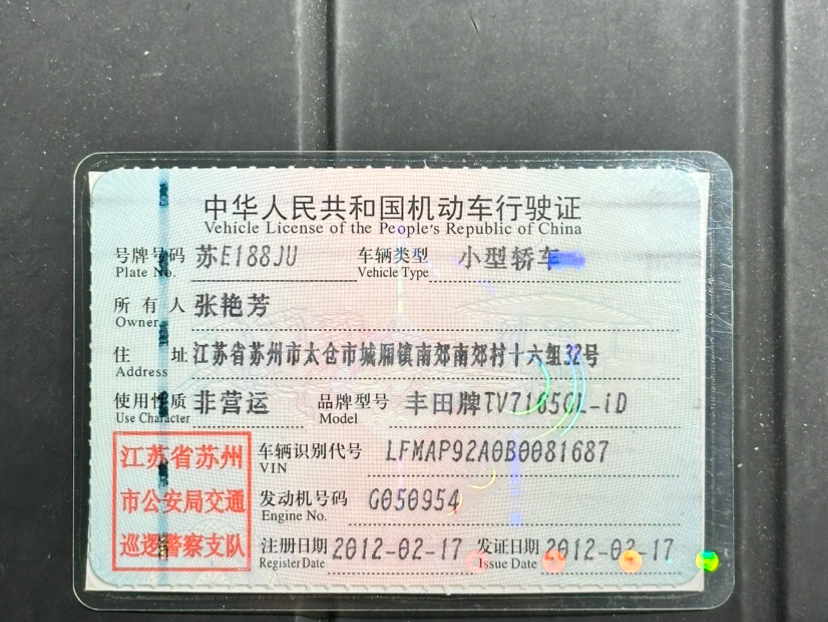 中华人民共和国机动车行驶证
Vehicle License of the People's Republic of China
号牌号码 苏E188JU 车辆类型 小型轿车
Plate No. Vehicle Type
所有人 张艳芳
Owner
住址 江苏省苏州市太仓市城厢镇南郊南郊村十六组32号
Address
使用性质 非营运 品牌型号 丰田牌TV7165GL-iD
Use Character Model
江苏省苏州
市公安局交通
巡逻警察支队
车辆识别代号 LFMAP92A0B0081687
VIN
发动机号码 G050954
Engine No.
注册日期 2012-02-17 发证日期 2012-02-17
Register Date Issue Date